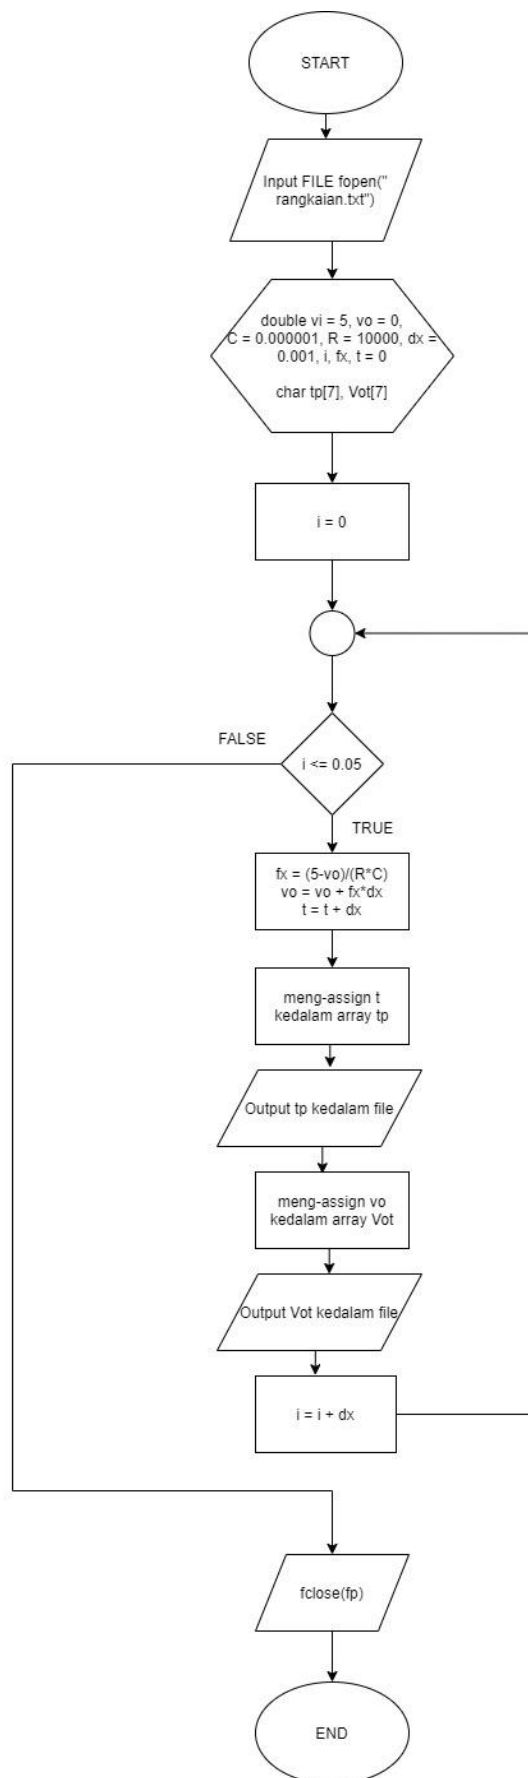 START
Input FILE fopen("
rangkaian.txt")
double vi = 5, vo = 0,
C = 0.000001, R = 10000, dx =
0.001, i, fx, t = 0
char tp[7], Vot[7]
i = 0
FALSE
i <= 0.05
TRUE
fx = (5-vo)/(R*C)
vo = vo + fx*dx
t = t + dx
meng-assign t
kedalam array tp
Output tp kedalam file
meng-assign vo
kedalam array Vot
Output Vot kedalam file
i = i + dx
fclose(fp)
END